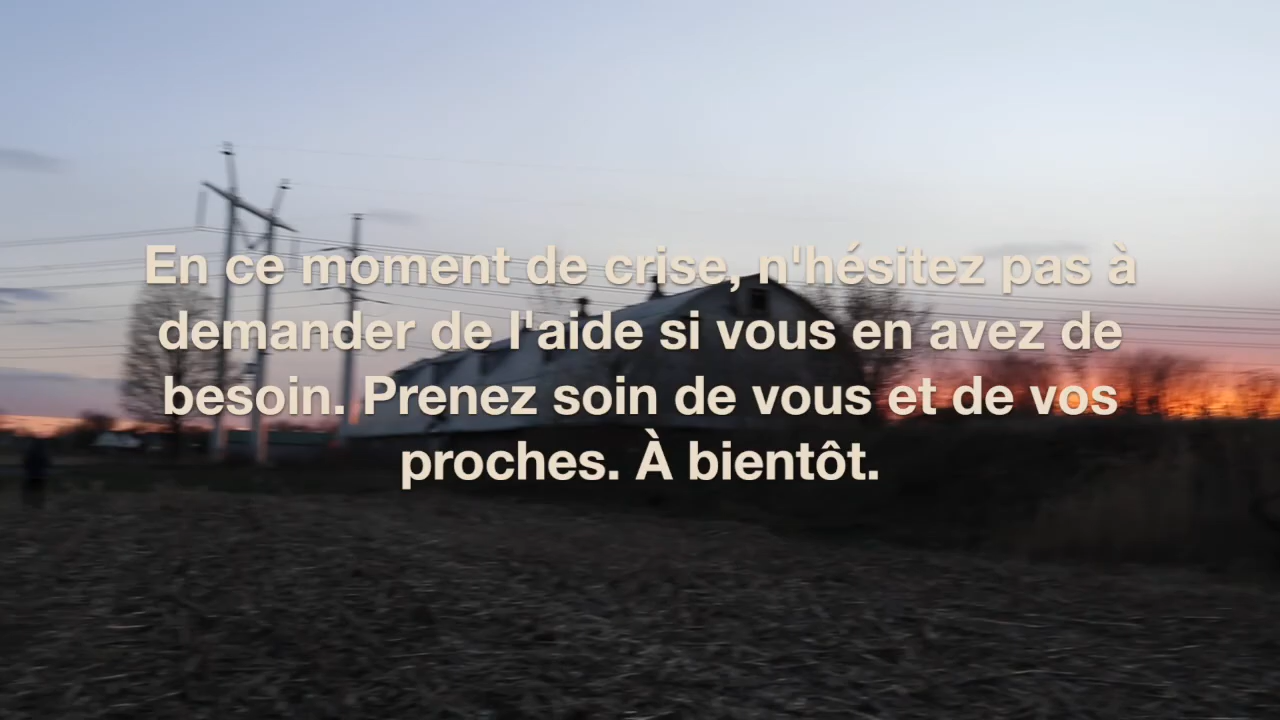 En ce moment de crise, n'hésitez pas à
demander de l'aide si vous en avez de
besoin. Prenez soin de vous et de vos
proches. À bientôt.